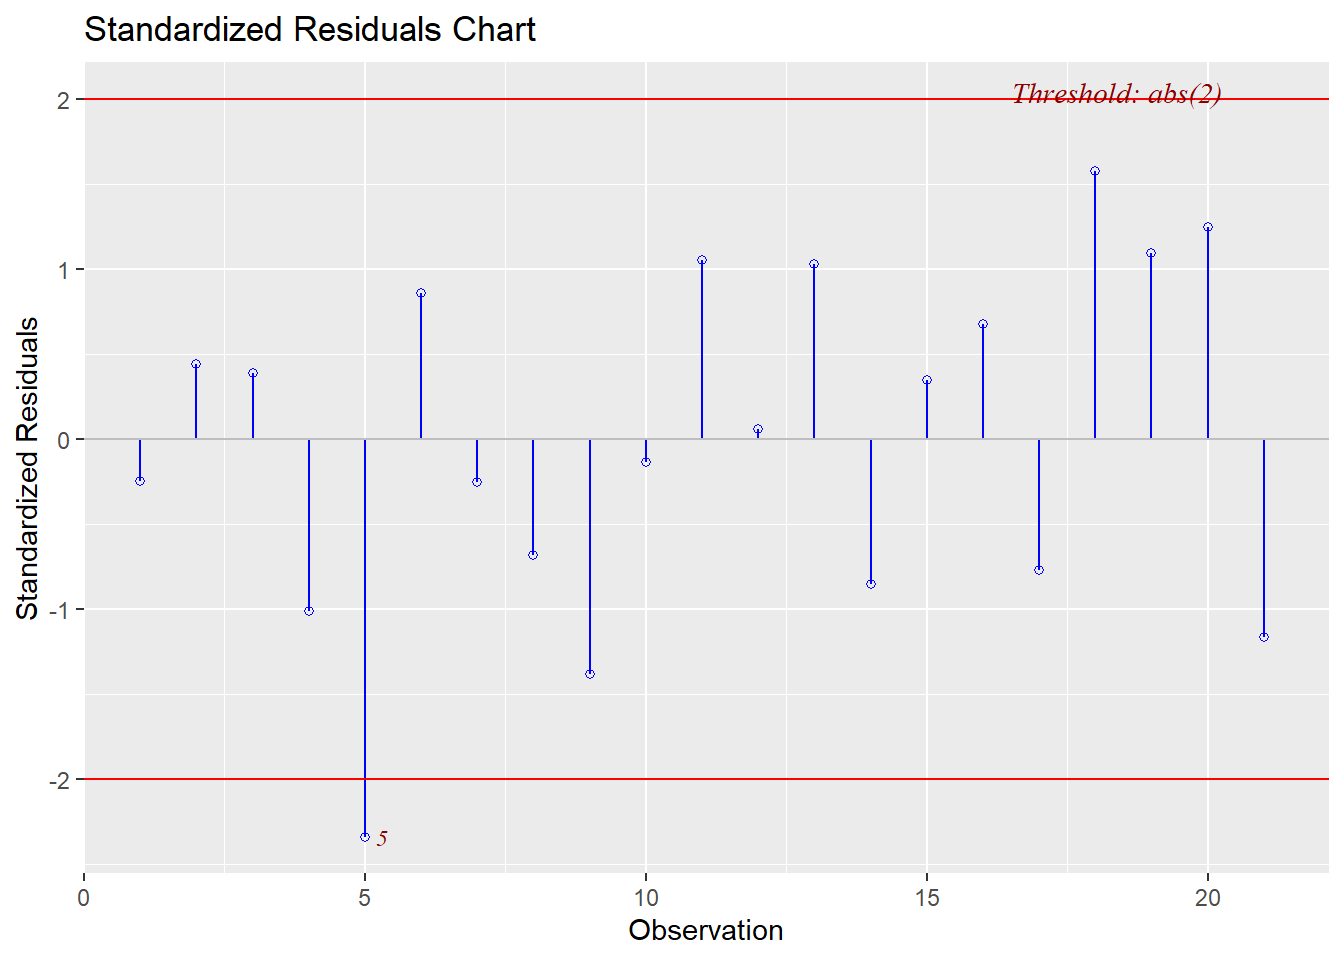 Standardized Residuals Chart
Threshold: abs(2)
2
1
0
-1
-2
Standardized Residuals
5
0
5
10
15
20
Observation